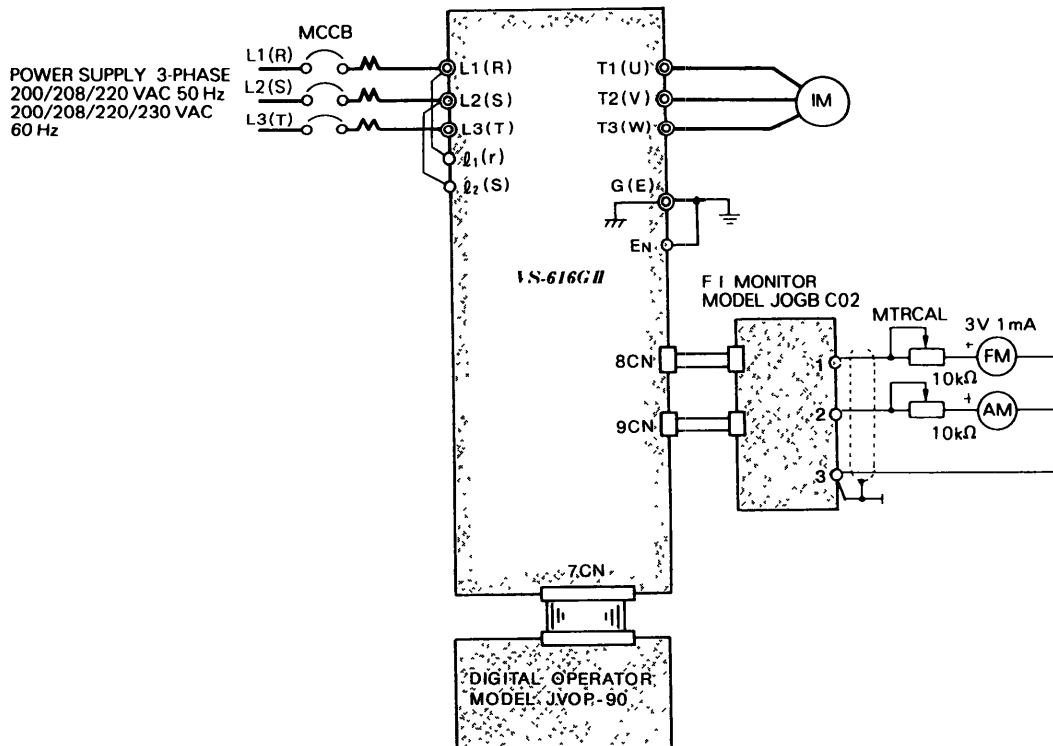 MCCB
L1(R)
POWER SUPPLY 3-PHASE
200/208/220 VAC 50 Hz
200/208/220/230 VAC
60 Hz
L2(S)
L3(T)
L1(R)
L2(S)
L3(T)
ℓ1(r)
ℓ2(S)
T1(U)
T2(V)
T3(W)
IM
G(E)
EN
VS-616GII
F I MONITOR
MODEL JOGB C02
8CN
9CN
1
2
3
MTRCAL
3V 1mA
+
FM
10kΩ
+
AM
10kΩ
7CN
DIGITAL OPERATOR
MODEL JVOP-90